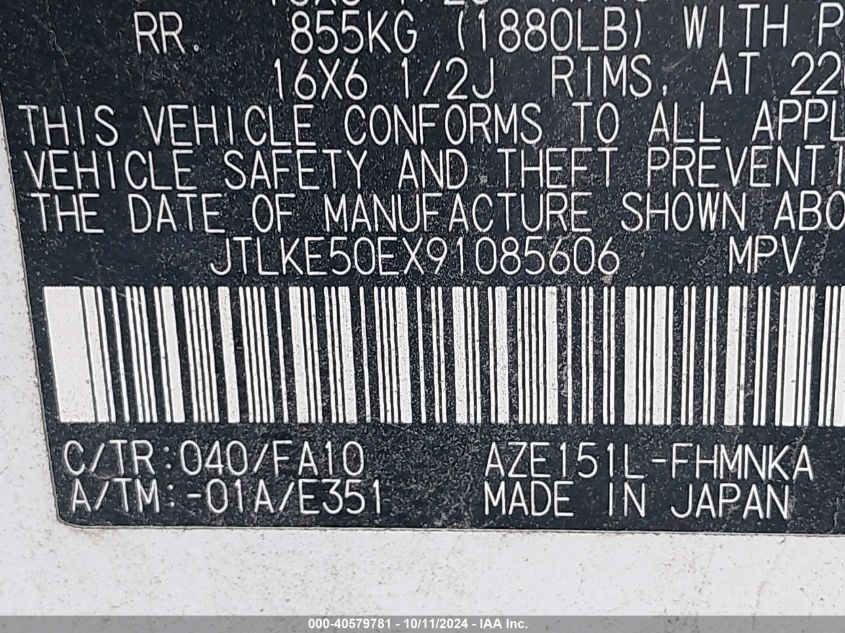 RR. 855KG (1880LB) WITH P
16X6 1/2J RIMS, AT 220
THIS VEHICLE CONFORMS TO ALL APPL
VEHICLE SAFETY AND THEFT PREVENTI
THE DATE OF MANUFACTURE SHOWN ABO
JTLKE50EX91085606 MPV
C/TR:040/FA10 AZE151L-FHMNKA
A/TM:-01A/E351 MADE IN JAPAN
000-40579781 - 10/11/2024 - IAA Inc.